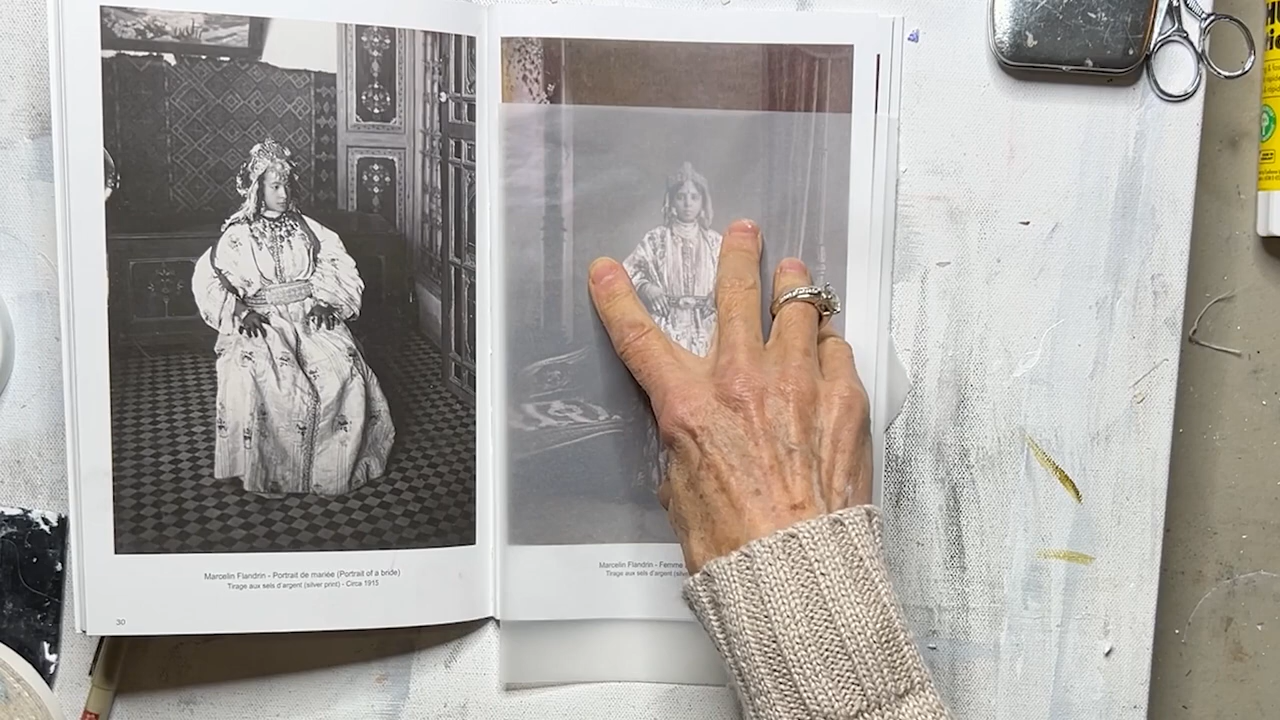 Marcelin Flandrin - Portrait de mariée (Portrait of a bride)
Tirage aux sels d'argent (silver print) - Circa 1915
30
Marcelin Flandrin - Femme
Tirage aux sels d'argent